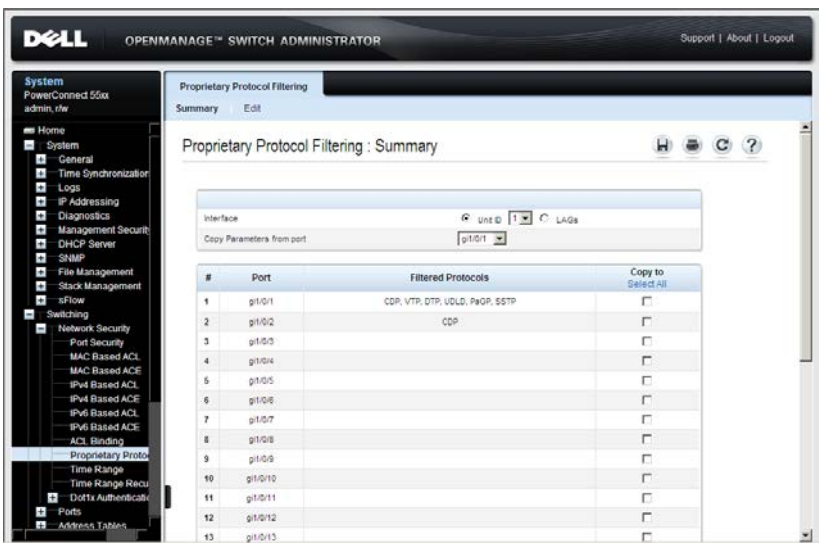 DELL OPENMANAGE™ SWITCH ADMINISTRATOR Support | About | Logout
System
PowerConnect 55xx
admin, r/w
Home
System
General
Time Synchronization
Logs
IP Addressing
Diagnostics
Management Securit
DHCP Server
SNMP
File Management
Stack Management
sFlow
Switching
Network Security
Port Security
MAC Based ACL
MAC Based ACE
IPv4 Based ACL
IPv4 Based ACE
IPv6 Based ACL
IPv6 Based ACE
ACL Binding
Proprietary Proto
Time Range
Time Range Recu
Dot1x Authenticatio
Ports
Address Tables
Proprietary Protocol Filtering
Summary Edit
Proprietary Protocol Filtering : Summary
Interface Unit ID 1 LAGs
Copy Parameters from port gi1/0/1
# Port Filtered Protocols Copy to
Select All
1 gi1/0/1 CDP, VTP, DTP, UDLD, PaGP, SSTP
2 gi1/0/2 CDP
3 gi1/0/3
4 gi1/0/4
5 gi1/0/5
6 gi1/0/6
7 gi1/0/7
8 gi1/0/8
9 gi1/0/9
10 gi1/0/10
11 gi1/0/11
12 gi1/0/12
13 gi1/0/13